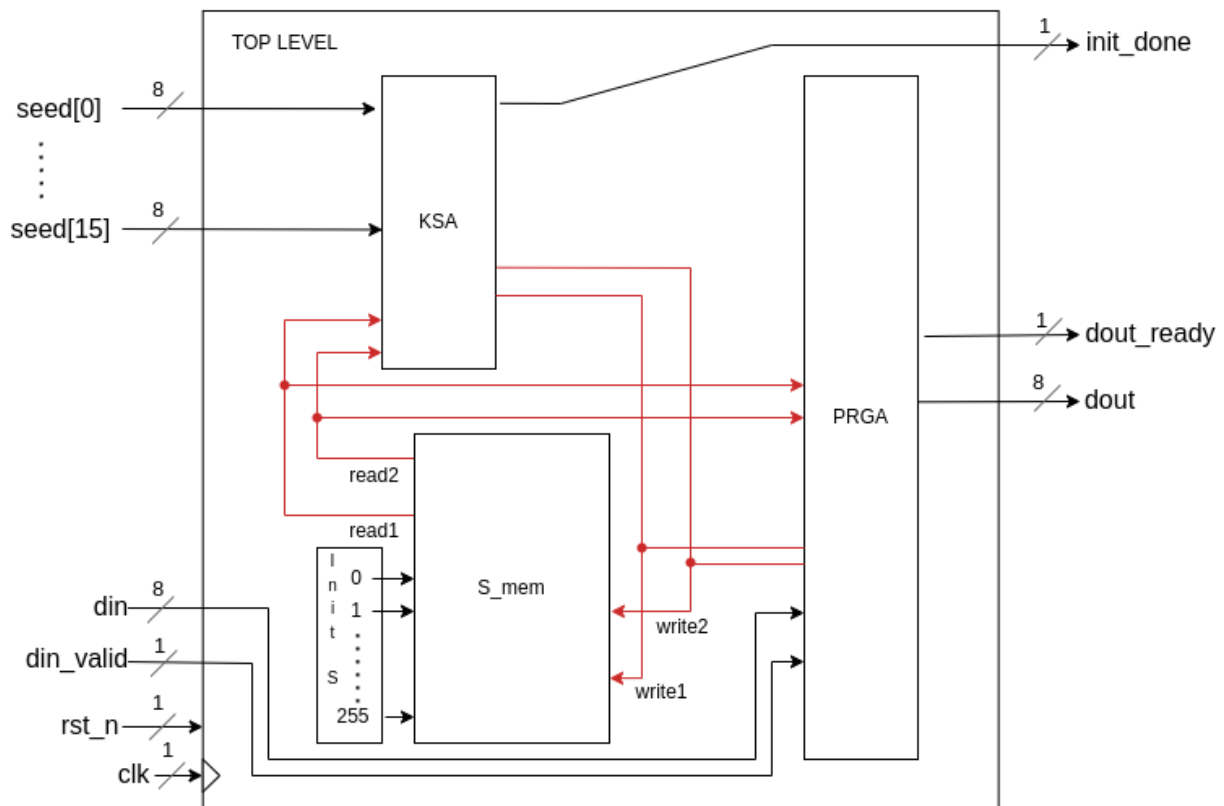 TOP LEVEL
1
init_done
8
seed[0]
8
seed[15]
KSA
1
dout_ready
8
dout
PRGA
read2
read1
I
n
i
t
S
0
1
255
S_mem
write2
write1
8
din
1
din_valid
1
rst_n
1
clk